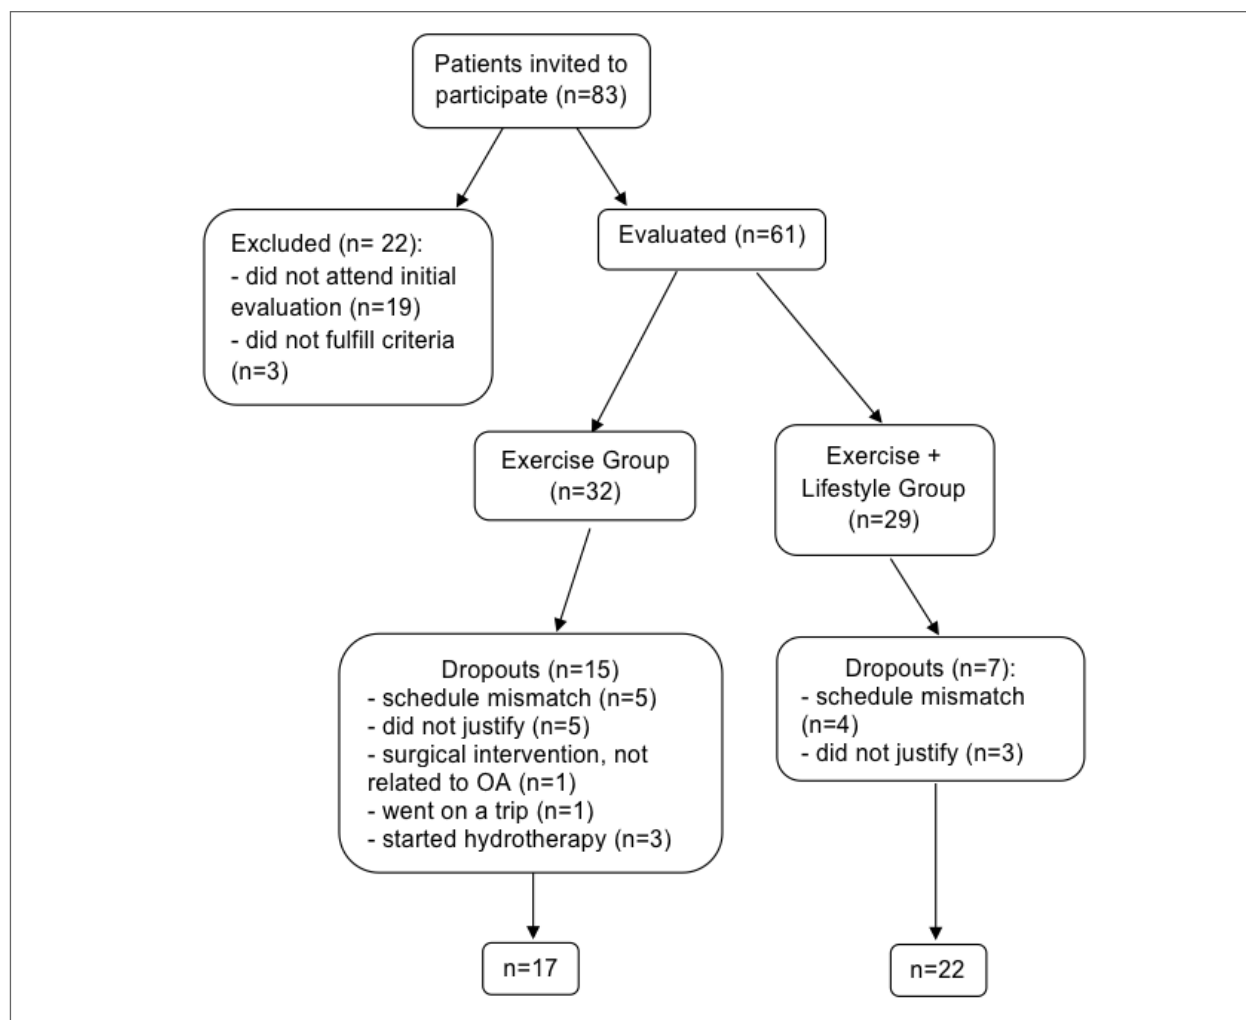 Patients invited to
participate (n=83)
Excluded (n= 22):
- did not attend initial
evaluation (n=19)
- did not fulfill criteria
(n=3)
Evaluated (n=61)
Exercise Group
(n=32)
Exercise +
Lifestyle Group
(n=29)
Dropouts (n=15)
- schedule mismatch (n=5)
- did not justify (n=5)
- surgical intervention, not
related to OA (n=1)
- went on a trip (n=1)
- started hydrotherapy (n=3)
Dropouts (n=7):
- schedule mismatch
(n=4)
- did not justify (n=3)
n=17
n=22